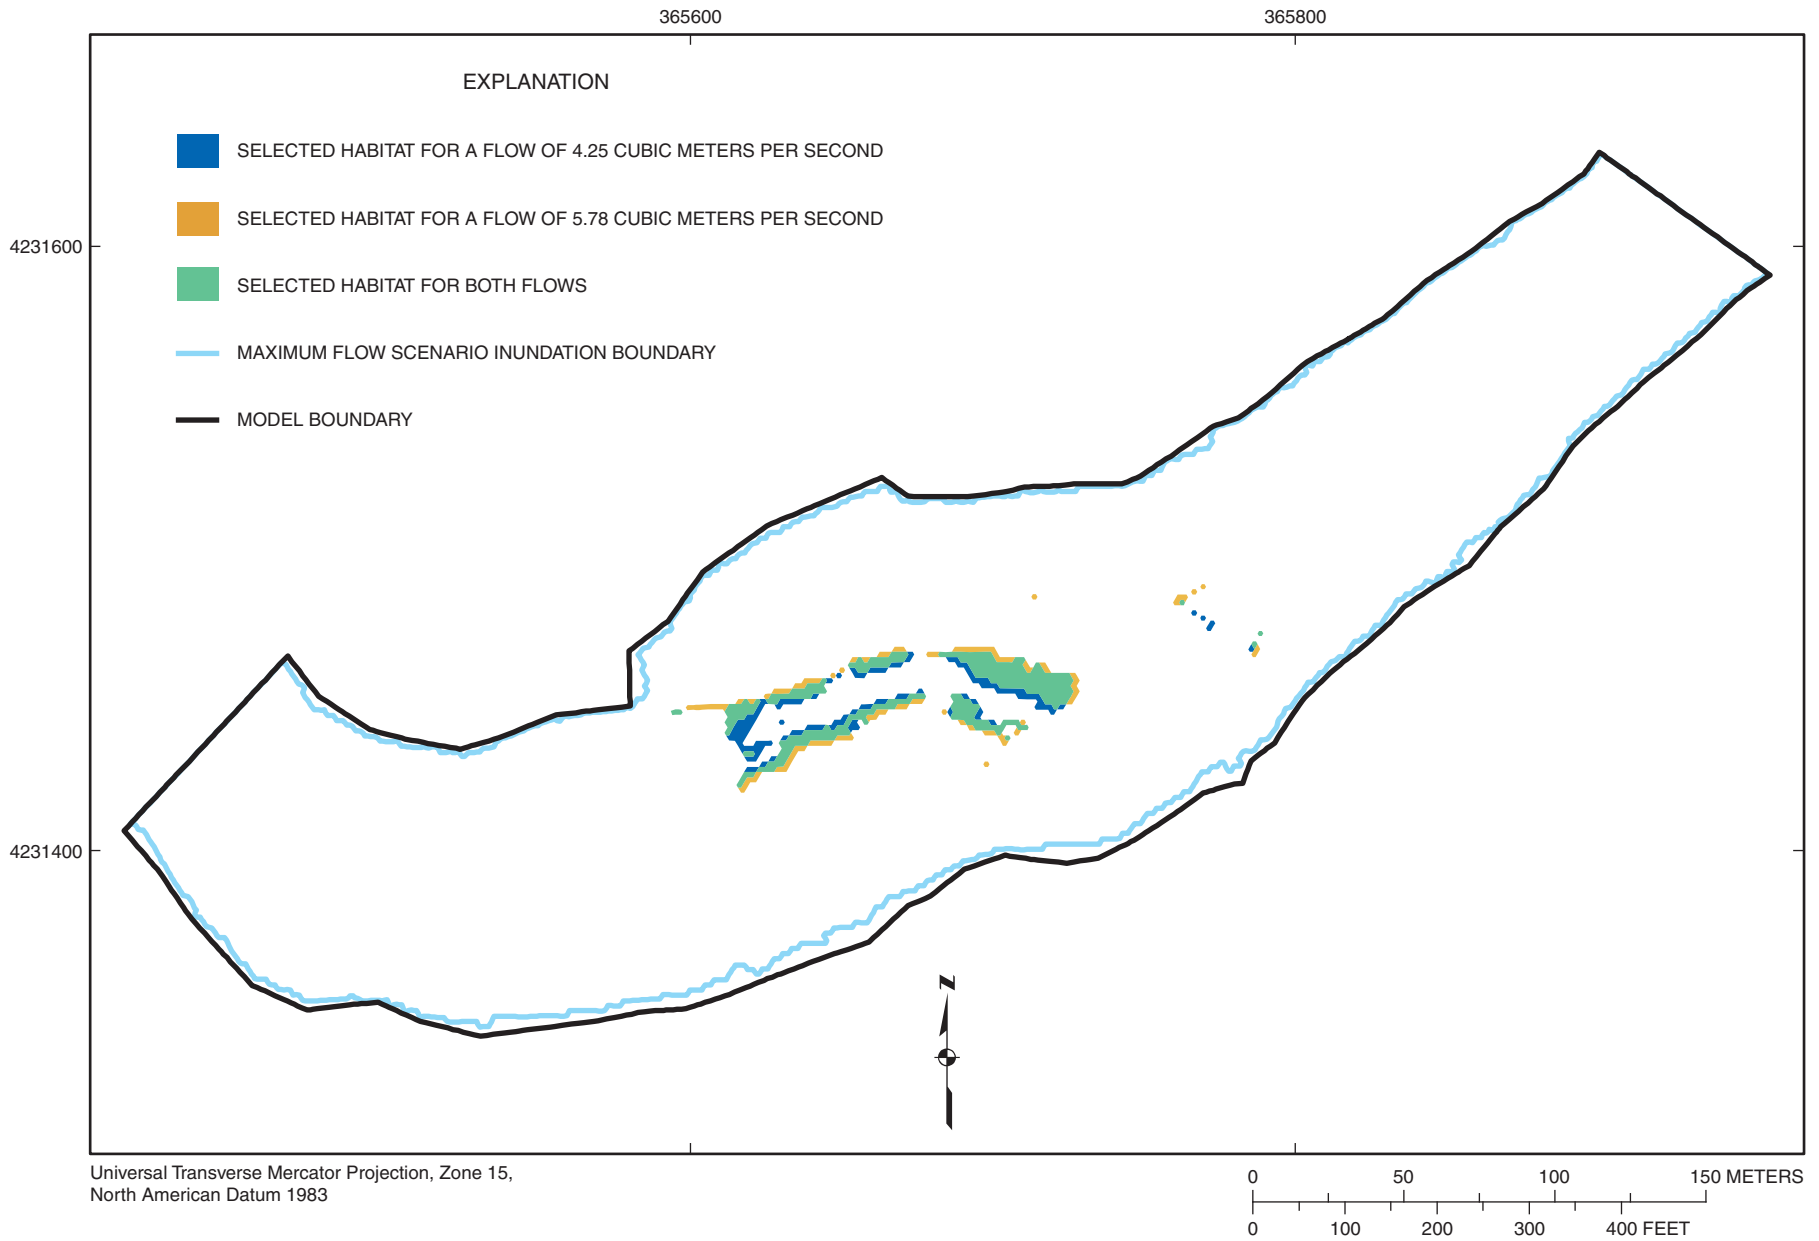 365600
365800
EXPLANATION
SELECTED HABITAT FOR A FLOW OF 4.25 CUBIC METERS PER SECOND
SELECTED HABITAT FOR A FLOW OF 5.78 CUBIC METERS PER SECOND
4231600
SELECTED HABITAT FOR BOTH FLOWS
MAXIMUM FLOW SCENARIO INUNDATION BOUNDARY
MODEL BOUNDARY
4231400
N
Universal Transverse Mercator Projection, Zone 15,
North American Datum 1983
0 50 100 150 METERS
0 100 200 300 400 FEET